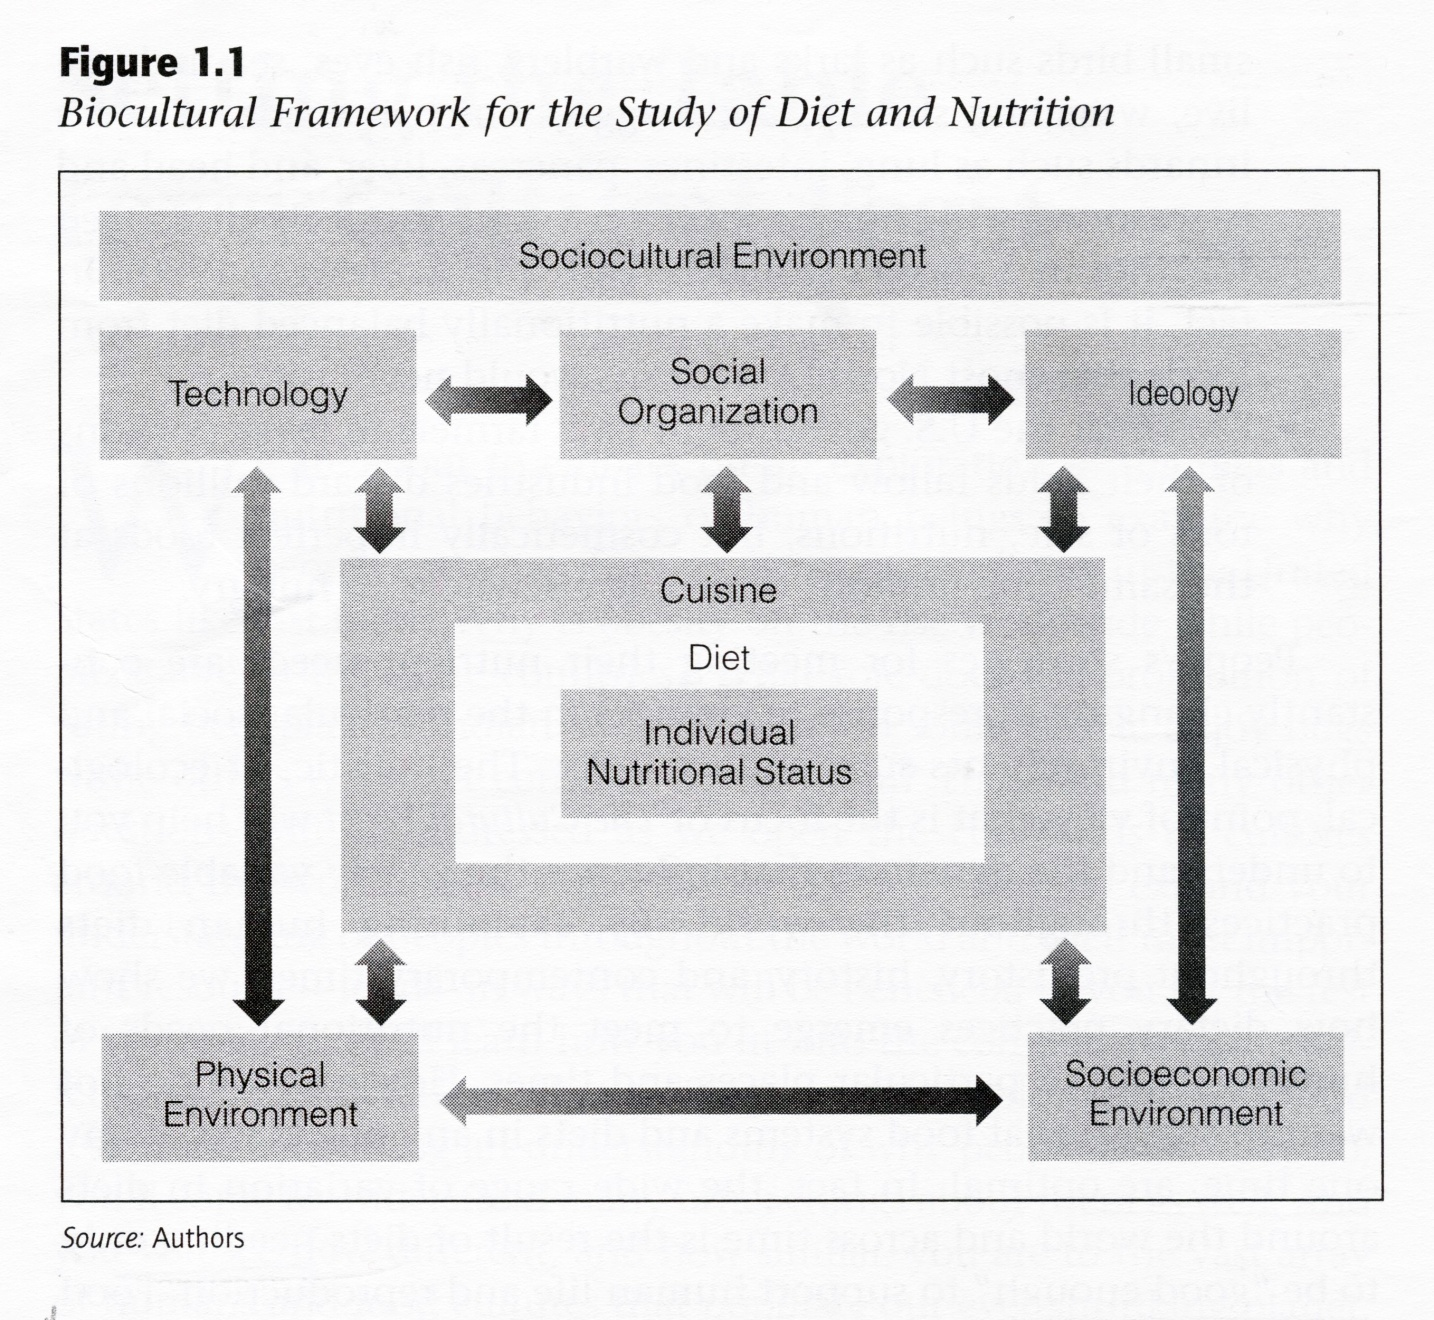 Figure 1.1
Biocultural Framework for the Study of Diet and Nutrition
Sociocultural Environment
Technology
Social
Organization
Ideology
Cuisine
Diet
Individual
Nutritional Status
Physical
Environment
Socioeconomic
Environment
Source: Authors